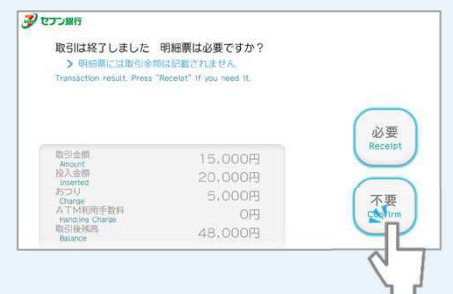 セブン銀行
取引は終了しました 明細票は必要ですか?
> 明細票には取引金額は記載されません
Transaction result. Press "Receipt" if you need it.
必要
Receipt
取引金額 15,000円
Amount
投入金額 20,000円
Inserted
おつり 5,000円
Change
ATM利用手数料 0円
Handling Charge
取引後残高 48,000円
Balance
不要
Confirm